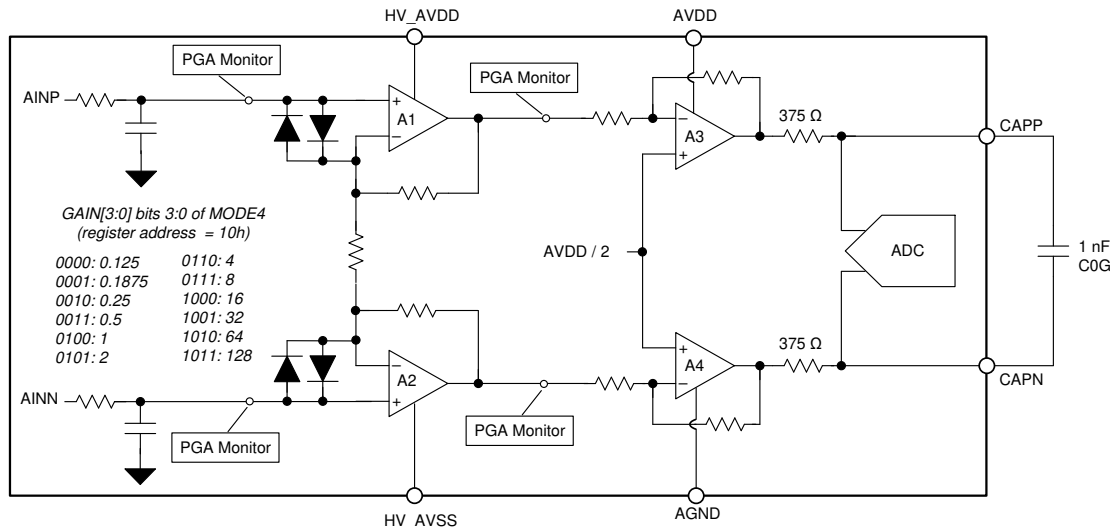 HV_AVDD
AVDD
PGA Monitor
PGA Monitor
AINP
+
A1
−
−
A3
+
375 Ω
CAPP
GAIN[3:0] bits 3:0 of MODE4
(register address = 10h)
0000: 0.125
0001: 0.1875
0010: 0.25
0011: 0.5
0100: 1
0101: 2
0110: 4
0111: 8
1000: 16
1001: 32
1010: 64
1011: 128
AVDD / 2
ADC
1 nF
C0G
−
A2
+
+
A4
−
375 Ω
CAPN
AINN
PGA Monitor
PGA Monitor
HV_AVSS
AGND